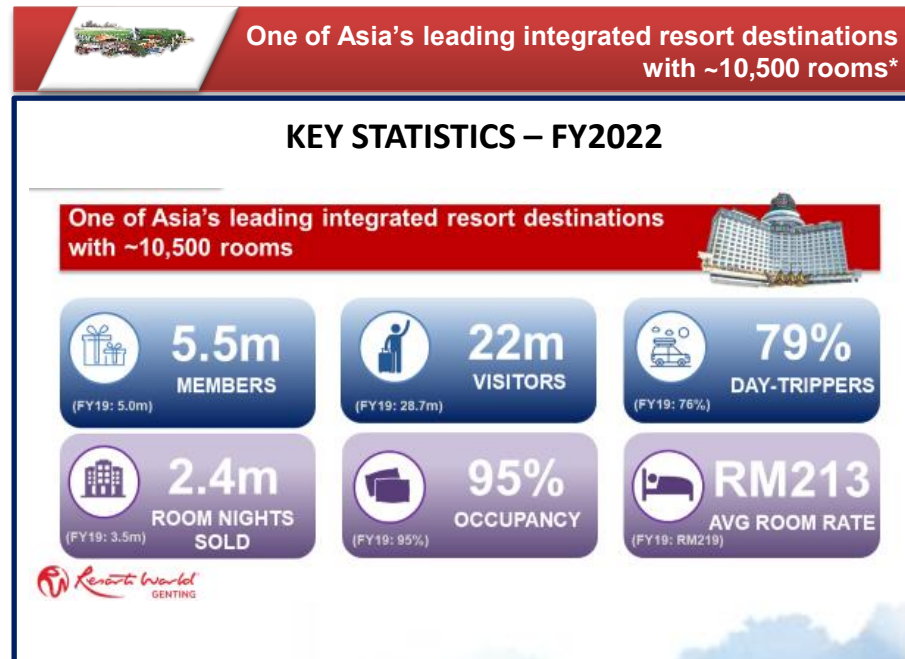 One of Asia's leading integrated resort destinations
with ~10,500 rooms*
KEY STATISTICS – FY2022
One of Asia's leading integrated resort destinations
with ~10,500 rooms
5.5m
MEMBERS
(FY19: 5.0m)
22m
VISITORS
(FY19: 28.7m)
79%
DAY-TRIPPERS
(FY19: 76%)
2.4m
ROOM NIGHTS
SOLD
(FY19: 3.5m)
95%
OCCUPANCY
(FY19: 95%)
RM213
AVG ROOM RATE
(FY19: RM219)
RW Resorts World
GENTING